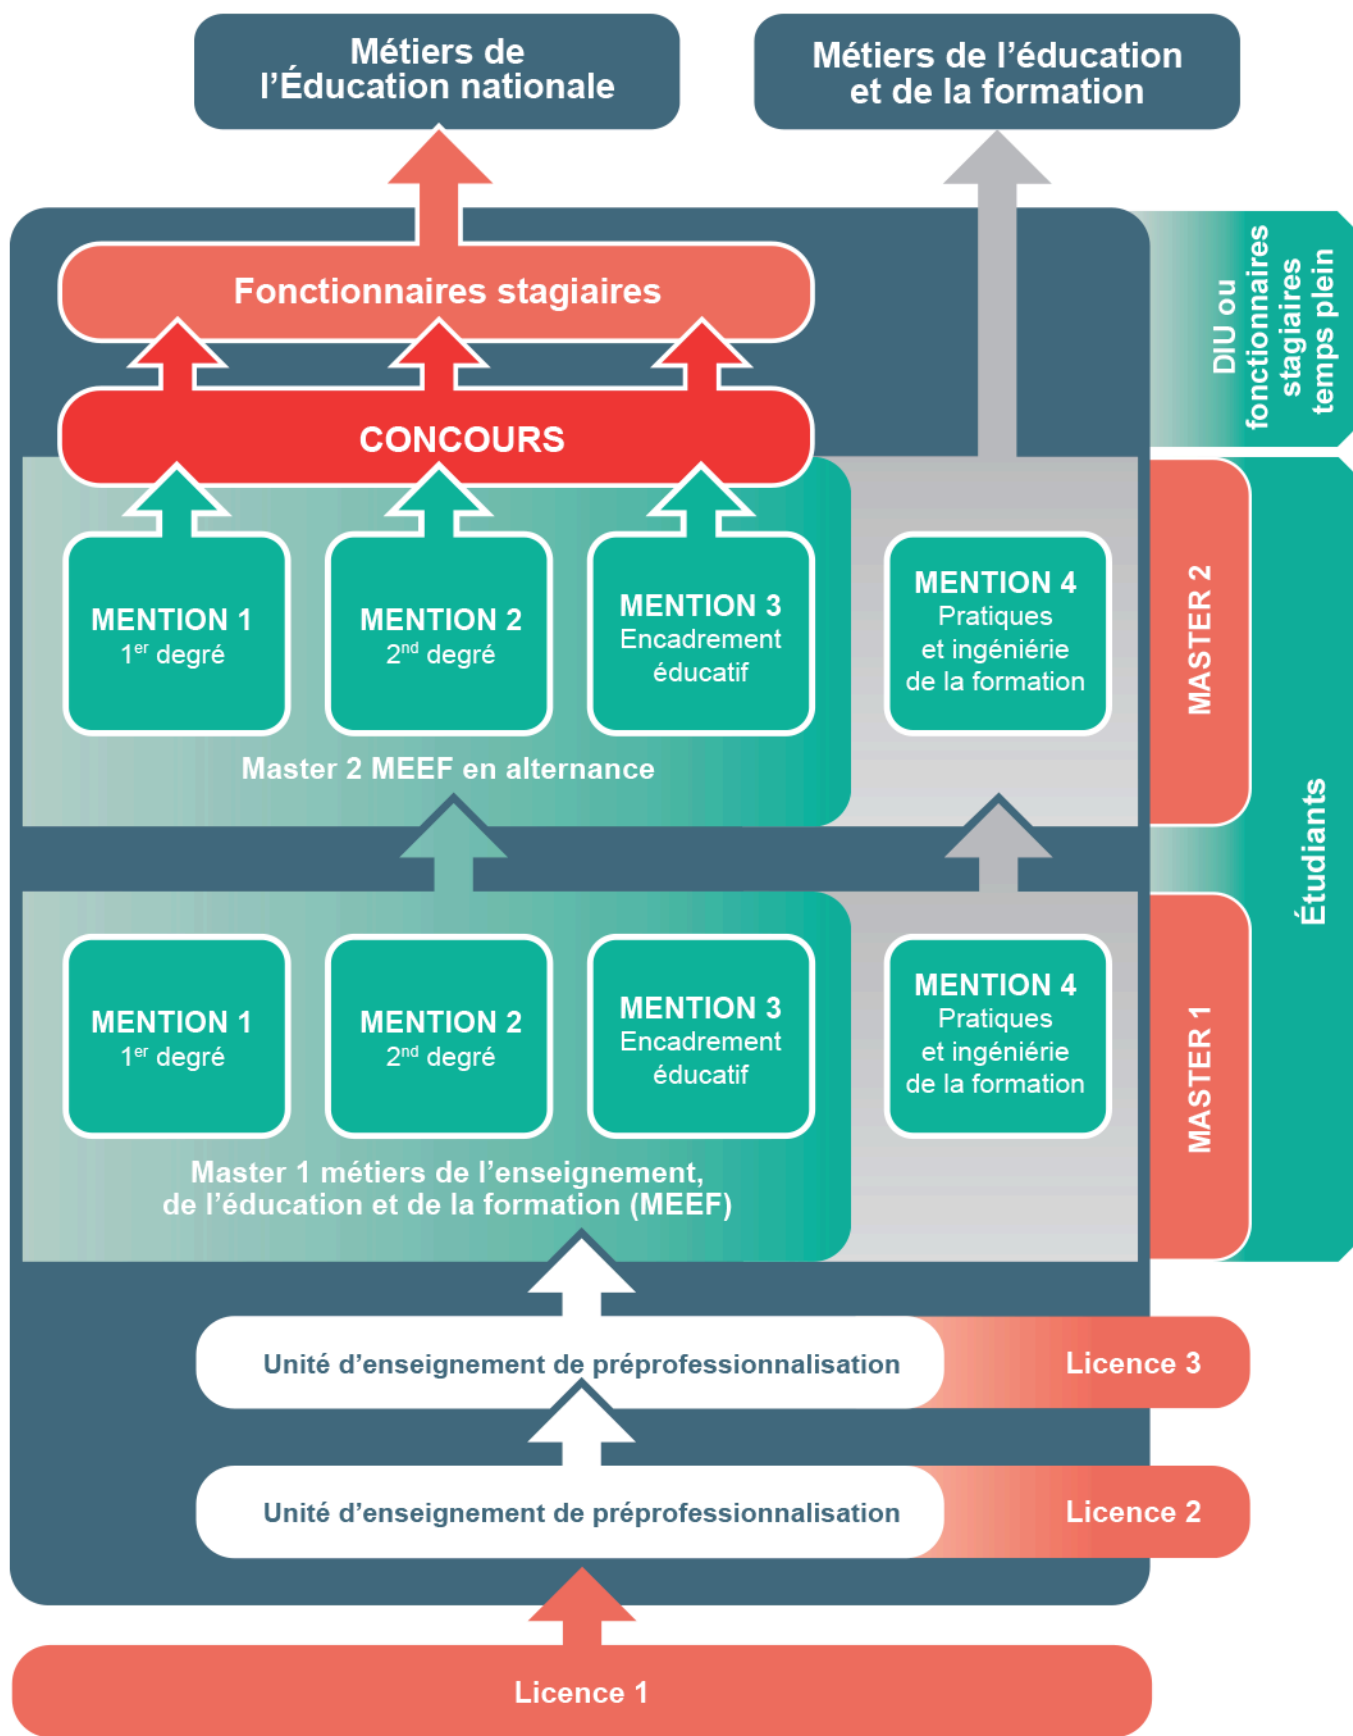 Métiers de
l'Éducation nationale
Métiers de l'éducation
et de la formation
Fonctionnaires stagiaires
DIU ou
fonctionnaires
stagiaires
temps plein
CONCOURS
MENTION 1
1er degré
MENTION 2
2nd degré
MENTION 3
Encadrement
éducatif
MENTION 4
Pratiques
et ingéniérie
de la formation
Master 2 MEEF en alternance
MASTER 2
Étudiants
MENTION 1
1er degré
MENTION 2
2nd degré
MENTION 3
Encadrement
éducatif
MENTION 4
Pratiques
et ingéniérie
de la formation
Master 1 métiers de l'enseignement,
de l'éducation et de la formation (MEEF)
MASTER 1
Unité d'enseignement de préprofessionnalisation
Licence 3
Unité d'enseignement de préprofessionnalisation
Licence 2
Licence 1